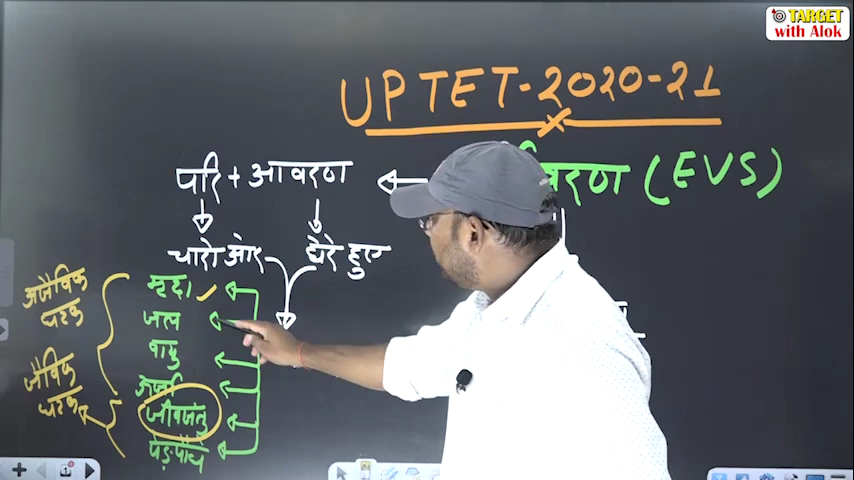 TARGET
with Alok
UPTET-2020-21
परि + आवरण
वरण (EVS)
चारो ओर
घेरे हुए
अजैविक
घटक
मृदा
जल
वायु
ऊर्जा
जैविक
घटक
जीवजंतु
पेड़पौधे